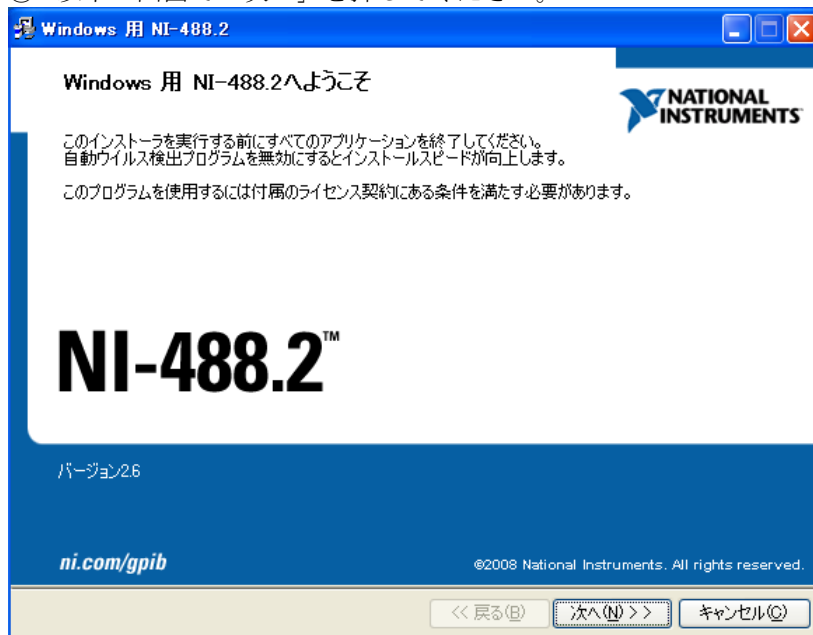 Windows 用 NI-488.2
Windows 用 NI-488.2へようこそ
NATIONAL
INSTRUMENTS
このインストーラを実行する前にすべてのアプリケーションを終了してください。
自動ウイルス検出プログラムを無効にするとインストールスピードが向上します。
このプログラムを使用するには付属のライセンス契約にある条件を満たす必要があります。
NI-488.2™
バージョン2.6
ni.com/gpib
©2008 National Instruments. All rights reserved.
<< 戻る(B)
次へ(N) >>
キャンセル(C)